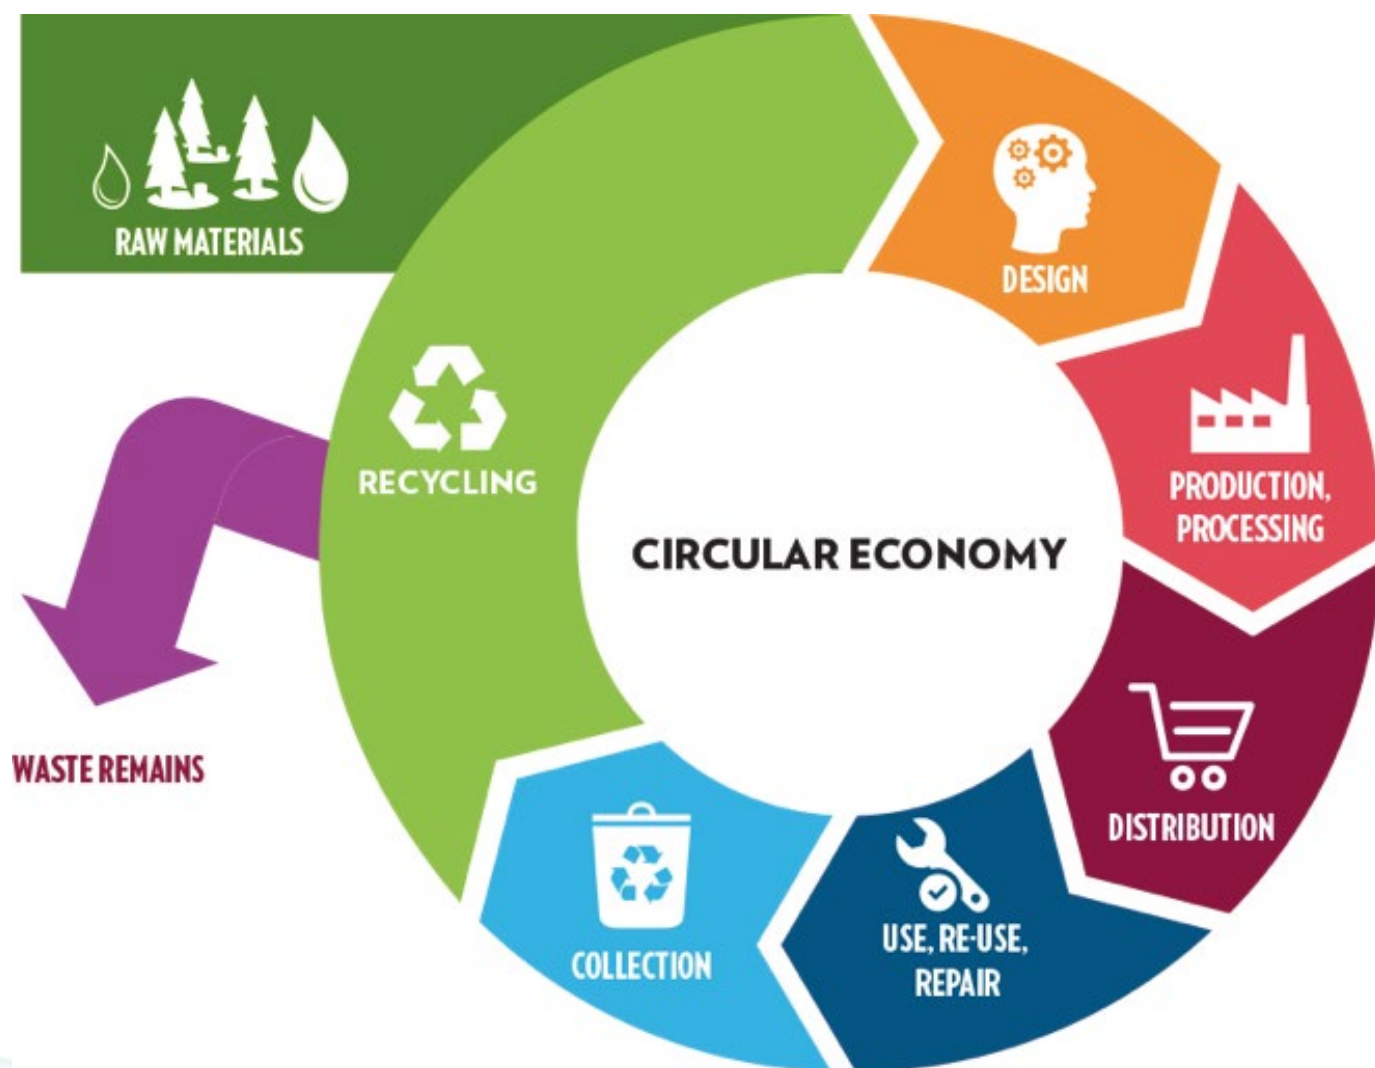 RAW MATERIALS
DESIGN
PRODUCTION,
PROCESSING
RECYCLING
CIRCULAR ECONOMY
DISTRIBUTION
WASTE REMAINS
USE, RE-USE,
REPAIR
COLLECTION